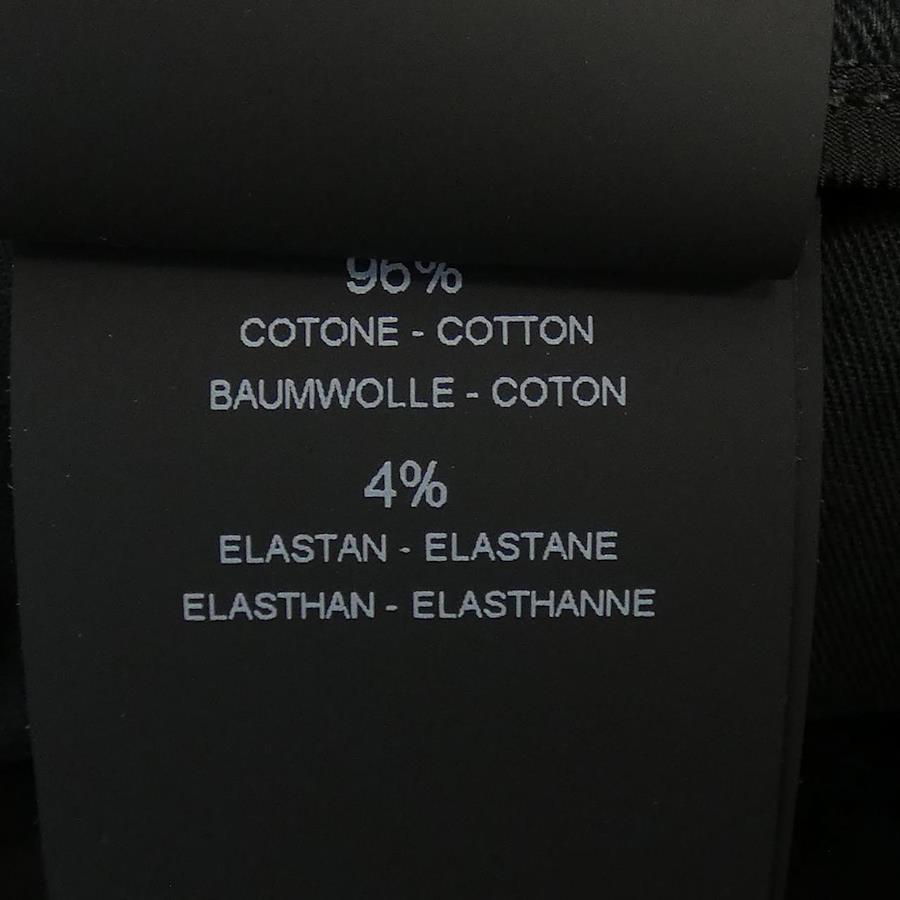 96%
COTONE - COTTON
BAUMWOLLE - COTON
4%
ELASTAN - ELASTANE
ELASTHAN - ELASTHANNE